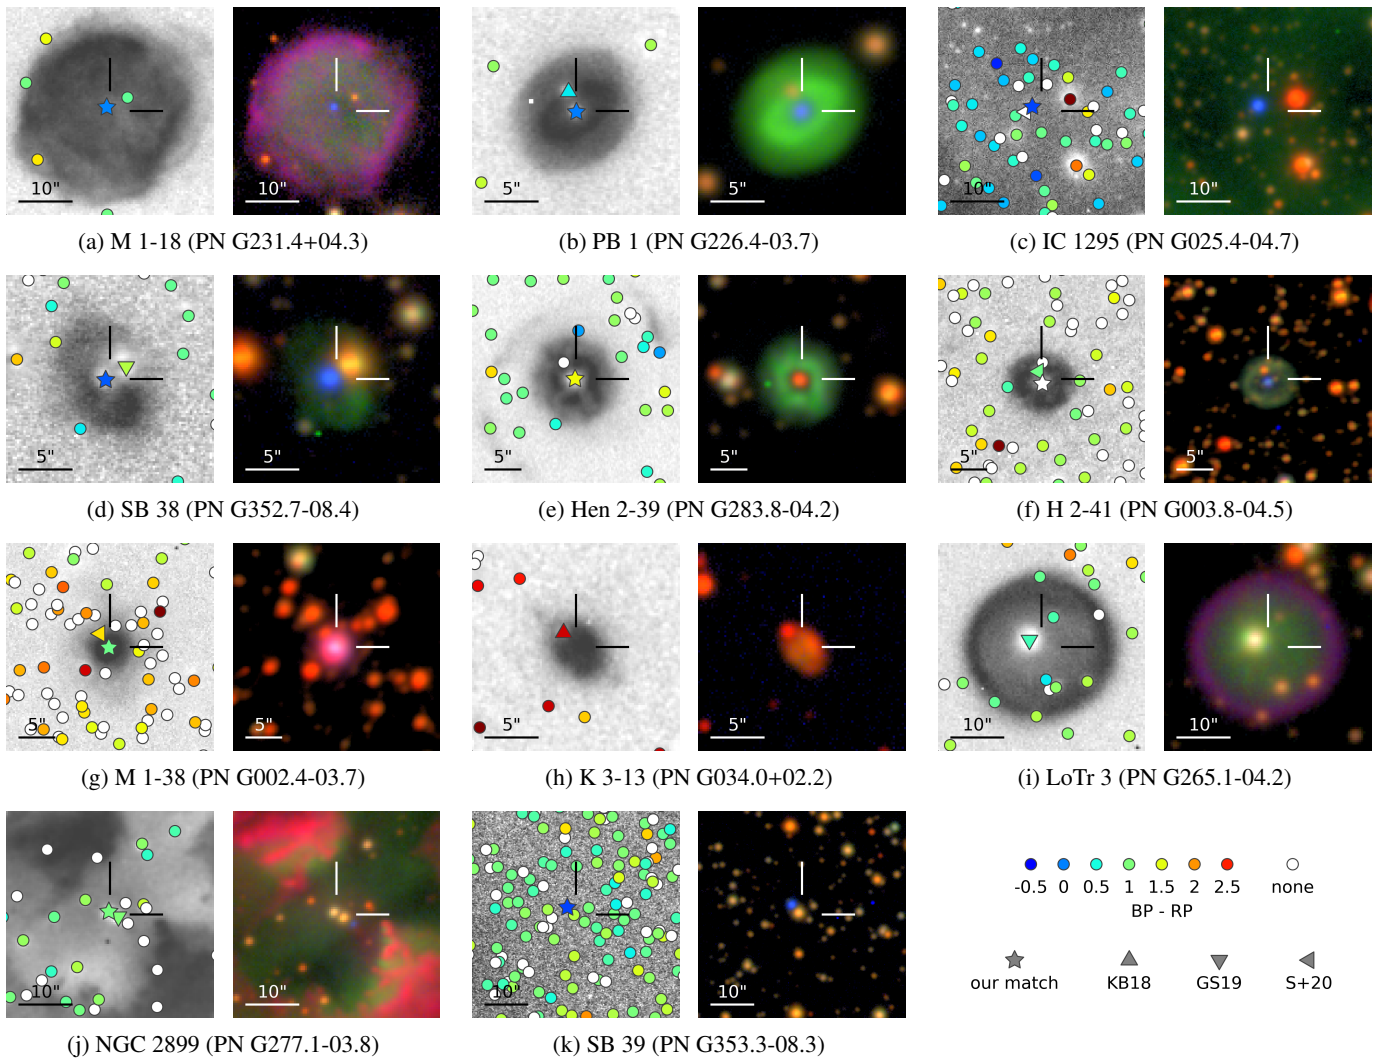 10" 10" 5" 5" 10" 10"
(a) M 1-18 (PN G231.4+04.3) (b) PB 1 (PN G226.4-03.7) (c) IC 1295 (PN G025.4-04.7)
5" 5" 5" 5" 5" 5"
(d) SB 38 (PN G352.7-08.4) (e) Hen 2-39 (PN G283.8-04.2) (f) H 2-41 (PN G003.8-04.5)
5" 5" 5" 5" 10" 10"
(g) M 1-38 (PN G002.4-03.7) (h) K 3-13 (PN G034.0+02.2) (i) LoTr 3 (PN G265.1-04.2)
-0.5 0 0.5 1 1.5 2 2.5 none
BP - RP
our match KB18 GS19 S+20
10" 10" 10" 10"
(j) NGC 2899 (PN G277.1-03.8) (k) SB 39 (PN G353.3-08.3)